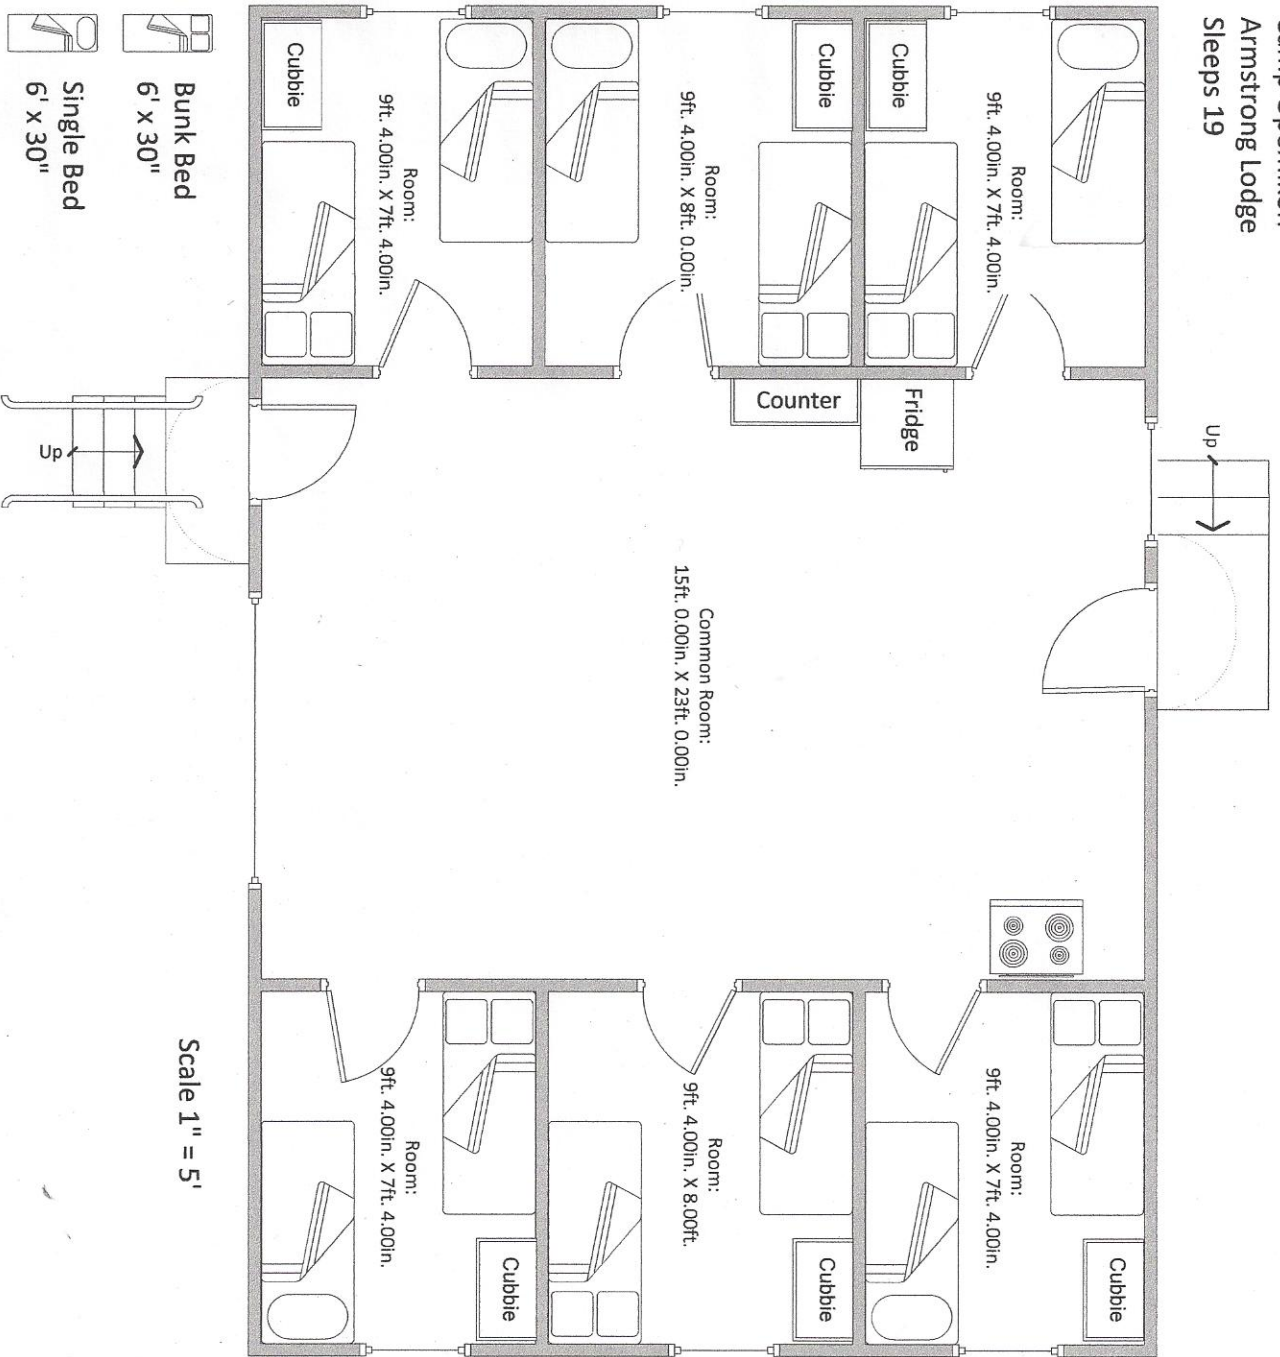 Armstrong Lodge
Sleeps 19
Up
Cubbie
Room:
9ft. 4.00in. X 7ft. 4.00in.
Cubbie
Room:
9ft. 4.00in. X 8ft. 0.00in.
Cubbie
Room:
9ft. 4.00in. X 7ft. 4.00in.
Fridge
Counter
Common Room:
15ft. 0.00in. X 23ft. 0.00in.
Cubbie
Room:
9ft. 4.00in. X 7ft. 4.00in.
Cubbie
Room:
9ft. 4.00in. X 8.00ft.
Cubbie
Room:
9ft. 4.00in. X 7ft. 4.00in.
Up
Bunk Bed
6' x 30"
Single Bed
6' x 30"
Scale 1" = 5'